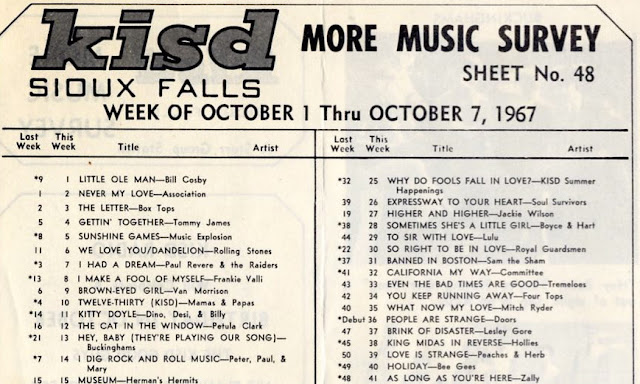 kisd MORE MUSIC SURVEY
SIOUX FALLS
SHEET No. 48
WEEK OF OCTOBER 1 Thru OCTOBER 7, 1967
Last Week This Week Title Artist
*9 1 LITTLE OLE MAN—Bill Cosby
1 2 NEVER MY LOVE—Association
2 3 THE LETTER—Box Tops
5 4 GETTIN' TOGETHER—Tommy James
*8 5 SUNSHINE GAMES—Music Explosion
11 6 WE LOVE YOU/DANDELION—Rolling Stones
*3 7 I HAD A DREAM—Paul Revere & the Raiders
*13 8 I MAKE A FOOL OF MYSELF—Frankie Valli
6 9 BROWN-EYED GIRL—Van Morrison
*4 10 TWELVE-THIRTY (KISD)—Mamas & Papas
*14 11 KITTY DOYLE—Dino, Desi, & Billy
16 12 THE CAT IN THE WINDOW—Petula Clark
*21 13 HEY, BABY (THEY'RE PLAYING OUR SONG)—
Buckinghams
*7 14 I DIG ROCK AND ROLL MUSIC—Peter, Paul, &
Mary
15 15 MUSEUM—Herman's Hermits
Last Week This Week Title Artist
*32 25 WHY DO FOOLS FALL IN LOVE?—KISD Summer
Happenings
39 26 EXPRESSWAY TO YOUR HEART—Soul Survivors
19 27 HIGHER AND HIGHER—Jackie Wilson
*38 28 SOMETIMES SHE'S A LITTLE GIRL—Boyce & Hart
44 29 TO SIR WITH LOVE—Lulu
*22 30 SO RIGHT TO BE IN LOVE—Royal Guardsmen
*37 31 BANNED IN BOSTON—Sam the Sham
*41 32 CALIFORNIA MY WAY—Committee
43 33 EVEN THE BAD TIMES ARE GOOD—Tremeloes
42 34 YOU KEEP RUNNING AWAY—Four Tops
40 35 WHAT NOW MY LOVE—Mitch Ryder
*Debut 36 PEOPLE ARE STRANGE—Doors
47 37 BRINK OF DISASTER—Lesley Gore
*45 38 KING MIDAS IN REVERSE—Hollies
50 39 LOVE IS STRANGE—Peaches & Herb
*49 40 HOLIDAY—Bee Gees
*48 41 AS LONG AS YOU'RE HERE—Zally